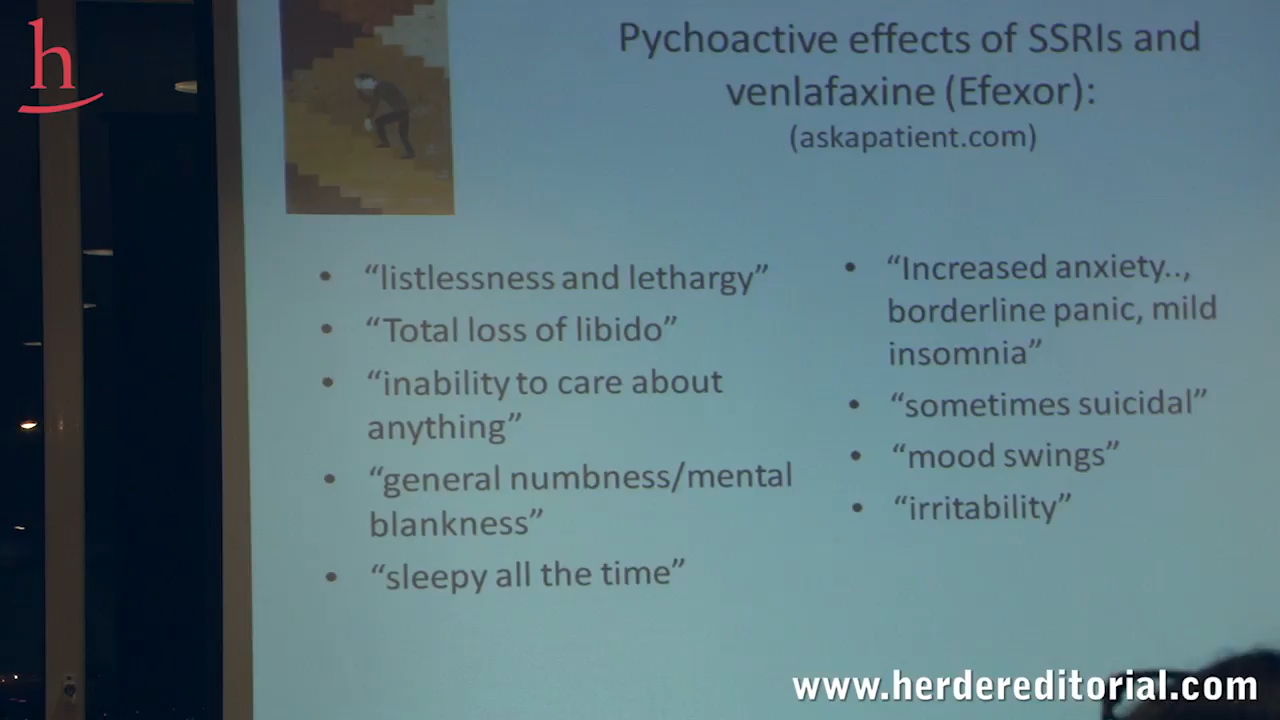 h
Pychoactive effects of SSRIs and
venlafaxine (Efexor):
(askapatient.com)
• “listlessness and lethargy”
• “Total loss of libido”
• “inability to care about
anything”
• “general numbness/mental
blankness”
• “sleepy all the time”
• “Increased anxiety..,
borderline panic, mild
insomnia”
• “sometimes suicidal”
• “mood swings”
• “irritability”
www.herdereditorial.com